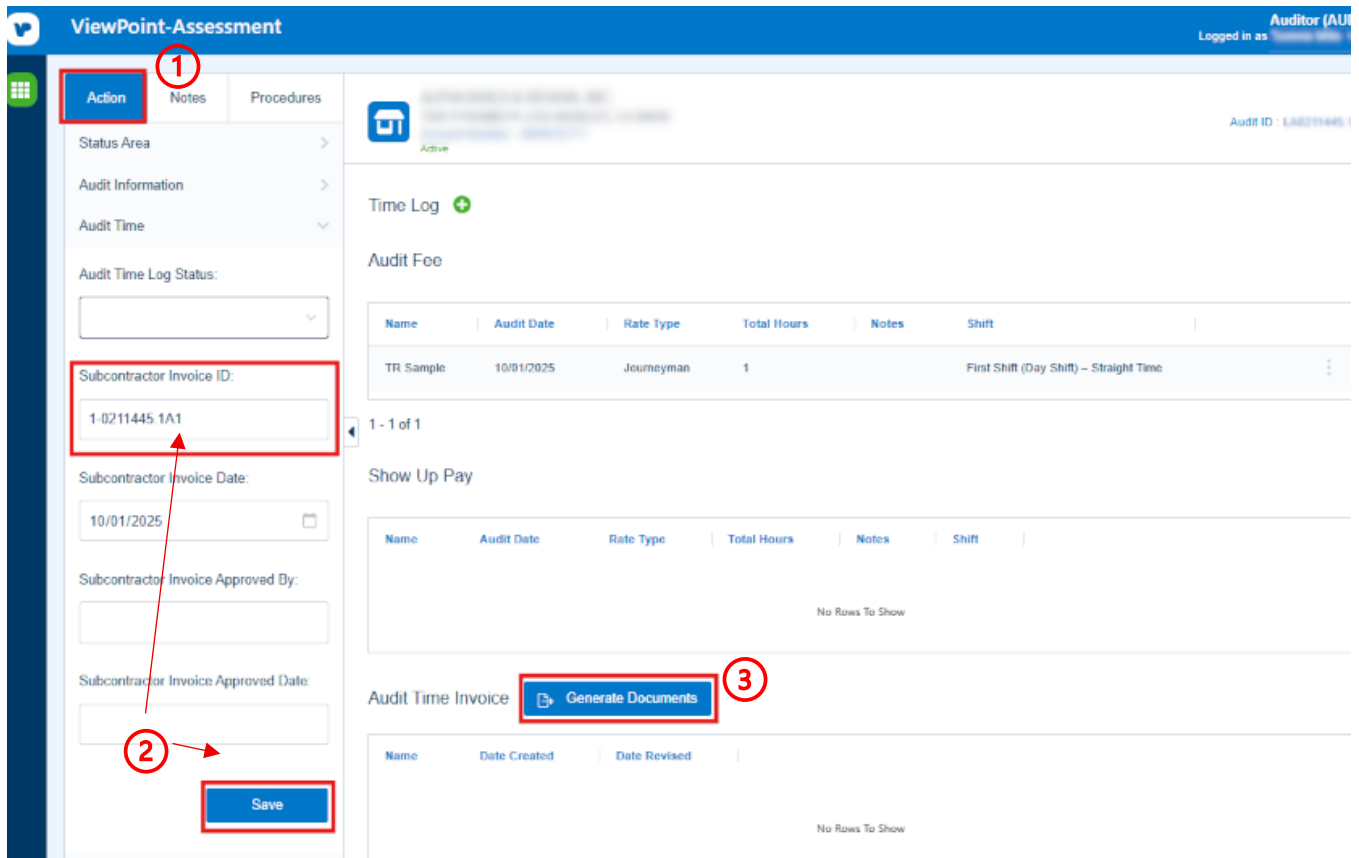 ViewPoint-Assessment
Auditor (AUD
Logged in as
1
Action Notes Procedures
Status Area
Audit Information
Audit Time
Audit Time Log Status:
Subcontractor Invoice ID:
1-0211445.1A1
Subcontractor Invoice Date:
10/01/2025
Subcontractor Invoice Approved By:
Subcontractor Invoice Approved Date:
2
Save
Active
Audit ID :
Time Log
Audit Fee
Name Audit Date Rate Type Total Hours Notes Shift
TR Sample 10/01/2025 Journeyman 1 First Shift (Day Shift) – Straight Time
1 - 1 of 1
Show Up Pay
Name Audit Date Rate Type Total Hours Notes Shift
No Rows To Show
Audit Time Invoice Generate Documents 3
Name Date Created Date Revised
No Rows To Show